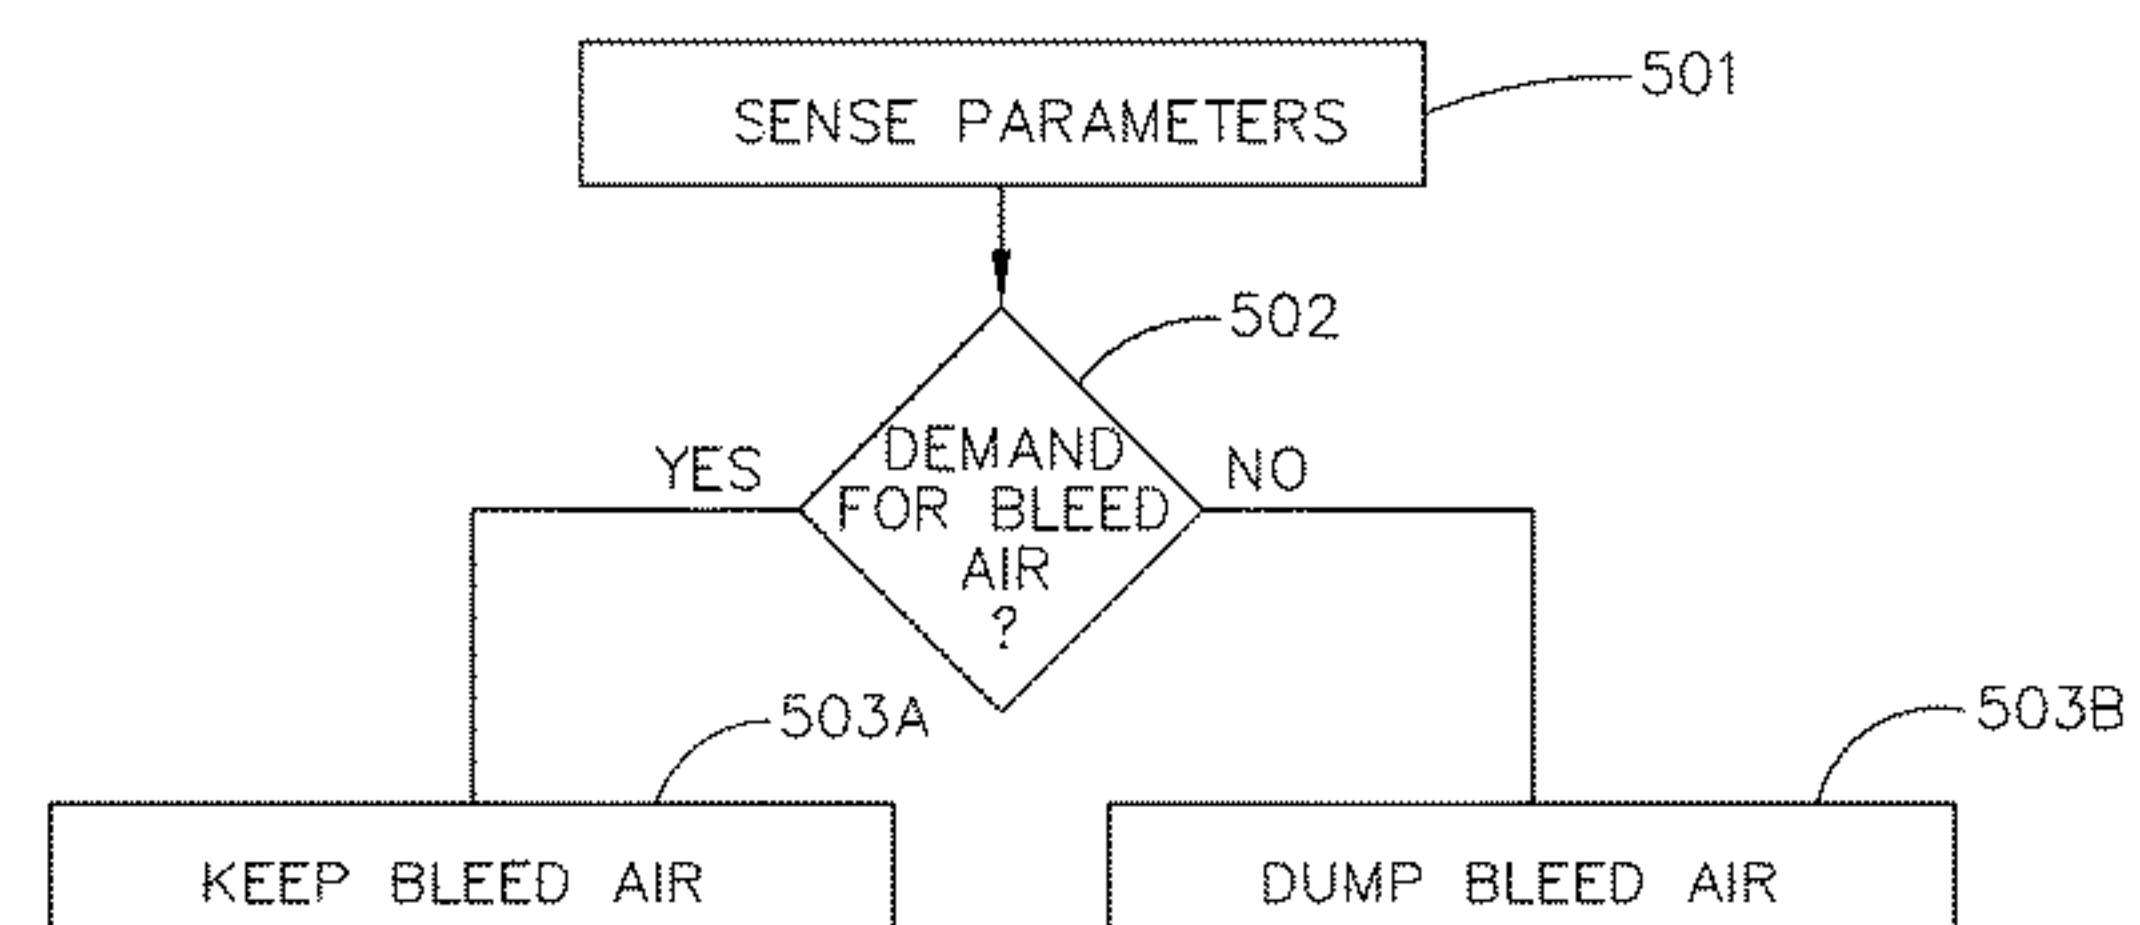 SENSE PARAMETERS
501
502
YES
DEMAND
FOR BLEED
AIR
?
NO
503A
503B
KEEP BLEED AIR
DUMP BLEED AIR